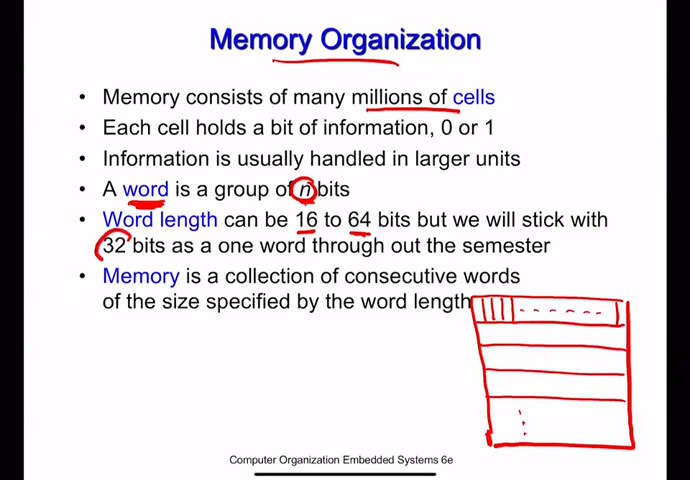 Memory Organization
• Memory consists of many millions of cells
• Each cell holds a bit of information, 0 or 1
• Information is usually handled in larger units
• A word is a group of n bits
• Word length can be 16 to 64 bits but we will stick with
32 bits as a one word through out the semester
• Memory is a collection of consecutive words
of the size specified by the word length
Computer Organization Embedded Systems 6e